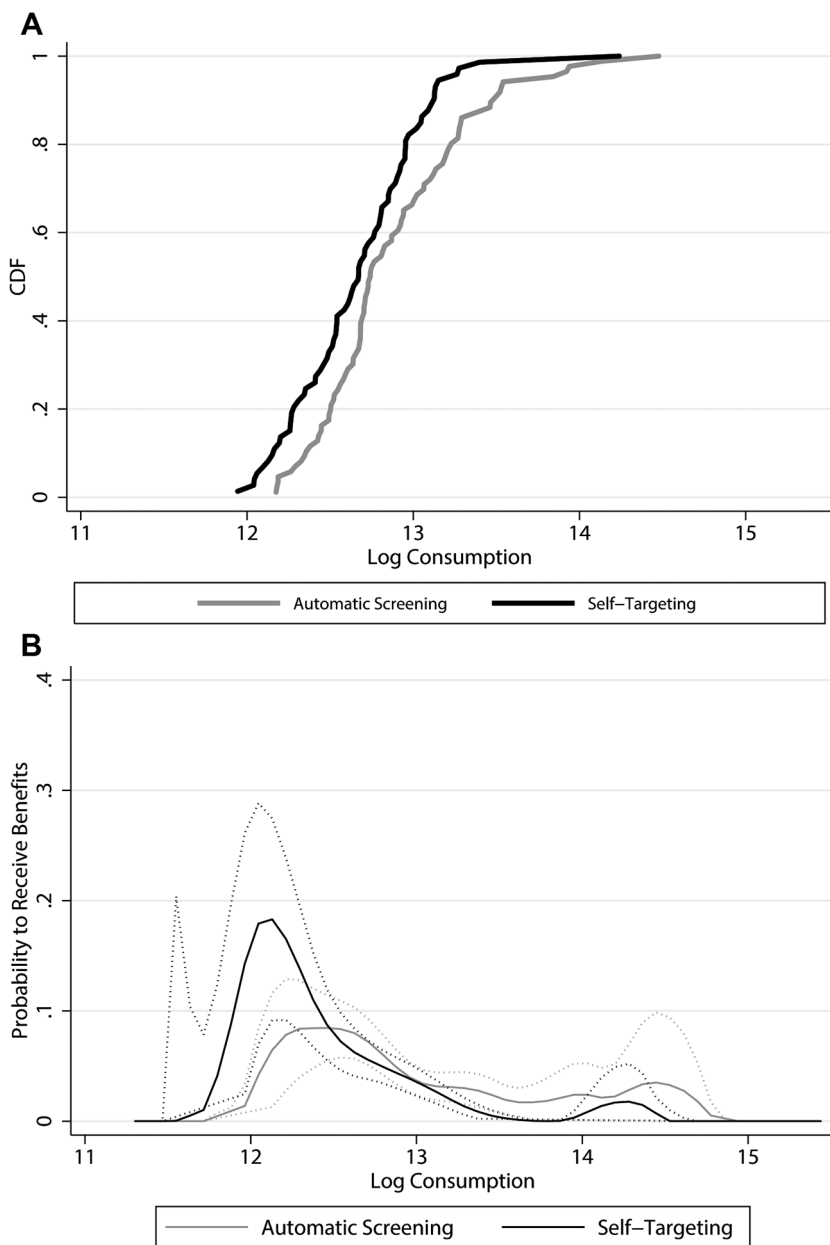 A
CDF
1
.8
.6
.4
.2
0
11 12 13 14 15
Log Consumption
Automatic Screening Self−Targeting
B
Probability to Receive Benefits
.4
.3
.2
.1
0
11 12 13 14 15
Log Consumption
Automatic Screening Self−Targeting